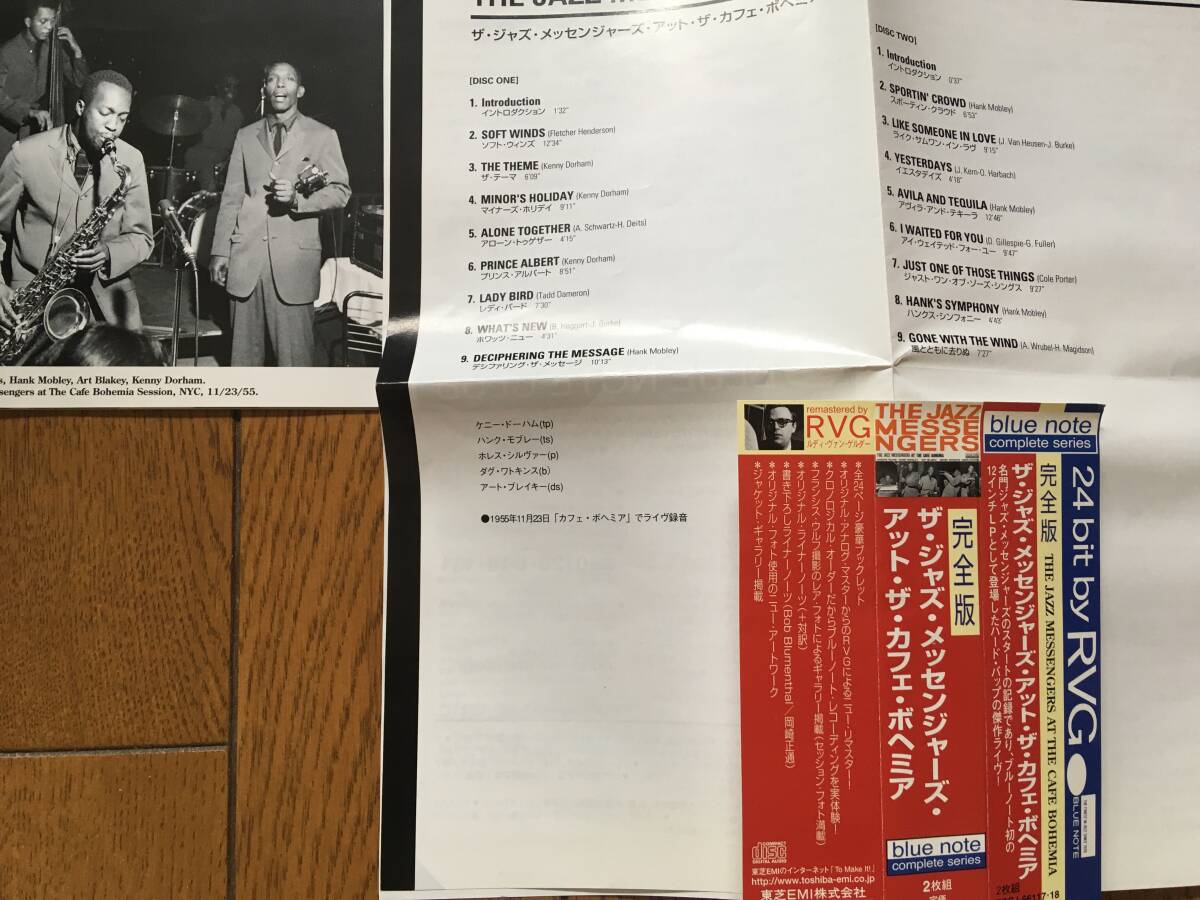 THE JAZZ
ザ・ジャズ・メッセンジャーズ・アット・ザ・カフェ・ボヘミア
[DISC ONE]
1. Introduction
イントロダクション 1'32"
2. SOFT WINDS (Fletcher Henderson)
ソフト・ウィンズ 12'34"
3. THE THEME (Kenny Dorham)
ザ・テーマ 6'09"
4. MINOR'S HOLIDAY (Kenny Dorham)
マイナーズ・ホリデイ 9'11"
5. ALONE TOGETHER (A. Schwartz-H. Deits)
アローン・トゥゲザー 4'15"
6. PRINCE ALBERT (Kenny Dorham)
プリンス・アルバート 8'51"
7. LADY BIRD (Tadd Dameron)
レディ・バード 7'30"
8. WHAT'S NEW (B. Haggart-J. Burke)
ホワッツ・ニュー 4'31"
9. DECIPHERING THE MESSAGE (Hank Mobley)
デシファリング・ザ・メッセージ 10'13"
[DISC TWO]
1. Introduction
イントロダクション 0'37"
2. SPORTIN' CROWD (Hank Mobley)
スポーティン・クラウド 6'53"
3. LIKE SOMEONE IN LOVE (J. Van Heusen-J. Burke)
ライク・サムワン・イン・ラヴ 9'15"
4. YESTERDAYS (J. Kern-O. Harbach)
イエスタデイズ 4'18"
5. AVILA AND TEQUILA (Hank Mobley)
アヴィラ・アンド・テキーラ 12'46"
6. I WAITED FOR YOU (D. Gillespie-G. Fuller)
アイ・ウェイテッド・フォー・ユー 9'47"
7. JUST ONE OF THOSE THINGS (Cole Porter)
ジャスト・ワン・オブ・ゾーズ・シングス 9'27"
8. HANK'S SYMPHONY (Hank Mobley)
ハンクス・シンフォニー 4'43"
9. GONE WITH THE WIND (A. Wrubel-H. Magidson)
風とともに去りぬ 7'27"
ケニー・ドーハム(tp)
ハンク・モブレー(ts)
ホレス・シルヴァー(p)
ダグ・ワトキンス(b)
アート・ブレイキー(ds)
●1955年11月23日「カフェ・ボヘミア」でライヴ録音
s, Hank Mobley, Art Blakey, Kenny Dorham.
sengers at The Cafe Bohemia Session, NYC, 11/23/55.
remastered by
RVG
ルディ・ヴァン・ゲルダー
*全24ページ豪華ブックレット
*オリジナル・アナログ・マスターからのRVGによるニュー・リマスター!
*クロノロジカル・オーダーだからブルーノート・レコーディングを実体験!
*フランシス・ウルフ撮影のレア・フォトによるギャラリー掲載(セッション・フォト満載)
*オリジナル・ライナーノーツ(+対訳)
*書き下ろしライナーノーツ(Bob Blumenthal/岡崎正通)
*オリジナル・フォト使用のニュー・アートワーク
*ジャケット・ギャラリー掲載
COMPACT
disc
DIGITAL AUDIO
東芝EMIのインターネット「To Make It!」
http://www.toshiba-emi.co.jp
東芝EMI株式会社
THE JAZZ
MESSE
NGERS
THE JAZZ MESSENGERS AT THE CAFE BOHEMIA
完全版
ザ・ジャズ・メッセンジャーズ・
アット・ザ・カフェ・ボヘミア
blue note
complete series
2枚組
定価
blue note
complete series
完全版 THE JAZZ MESSENGERS AT THE CAFE BOHEMIA
ザ・ジャズ・メッセンジャーズ・アット・ザ・カフェ・ボヘミア
名門ジャズ・メッセンジャーズのスタートの記録であり、ブルーノート初の
12インチLPとして登場したハード・バップの傑作ライヴ!
2枚組
66117-18
24 bit by RVG
BLUE NOTE